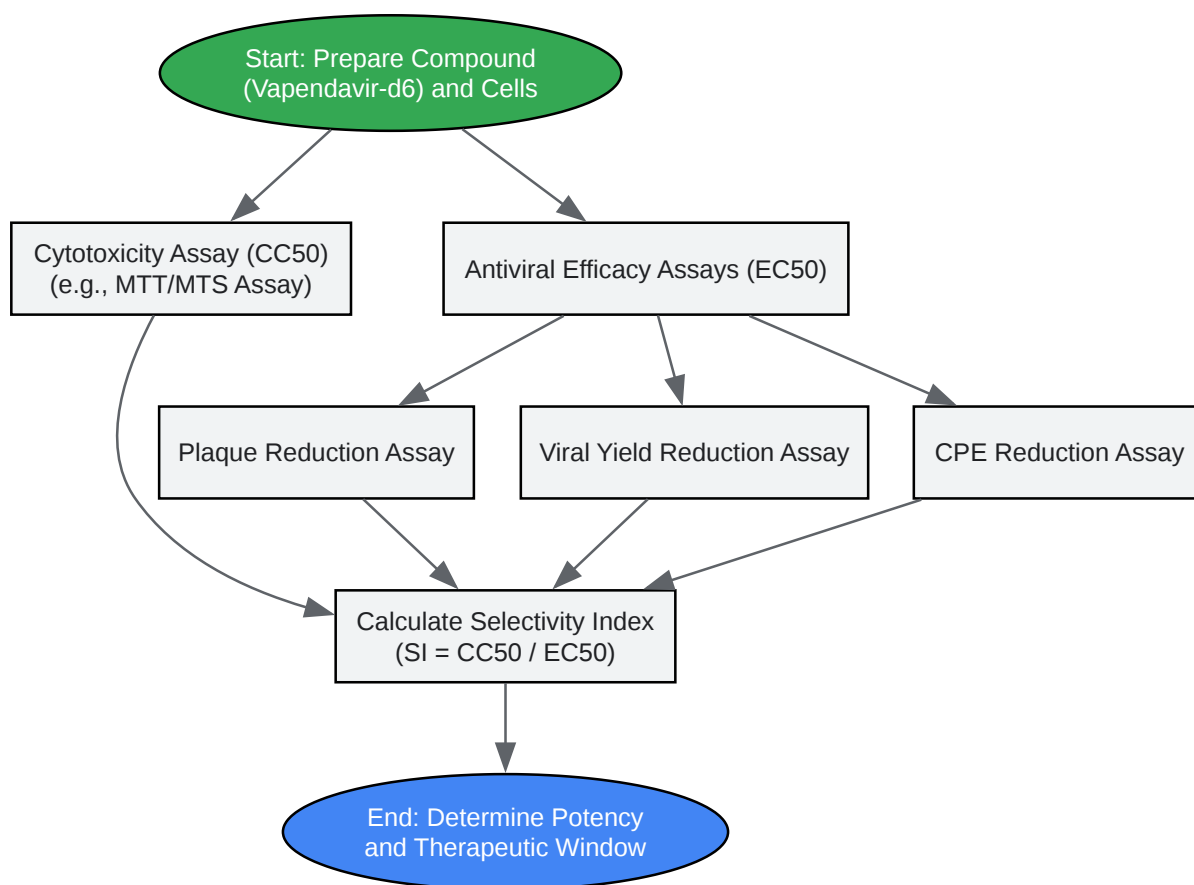 Start: Prepare Compound
(Vapendavir-d6) and Cells
Cytotoxicity Assay (CC50)
(e.g., MTT/MTS Assay)
Antiviral Efficacy Assays (EC50)
Plaque Reduction Assay
Viral Yield Reduction Assay
CPE Reduction Assay
Calculate Selectivity Index
(SI = CC50 / EC50)
End: Determine Potency
and Therapeutic Window